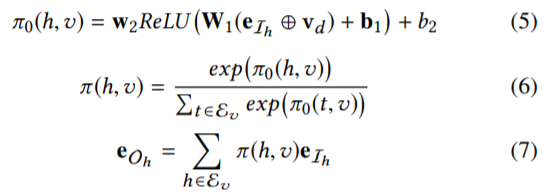 π₀(h, v) = w₂ReLU(W₁(e_{ℐ_h} ⊕ v_d) + b₁) + b₂ (5)
π(h, v) = exp(π₀(h, v)) / ∑_{t∈ℰ_v} exp(π₀(t, v)) (6)
e_{O_h} = ∑_{h∈ℰ_v} π(h, v)e_{ℐ_h} (7)